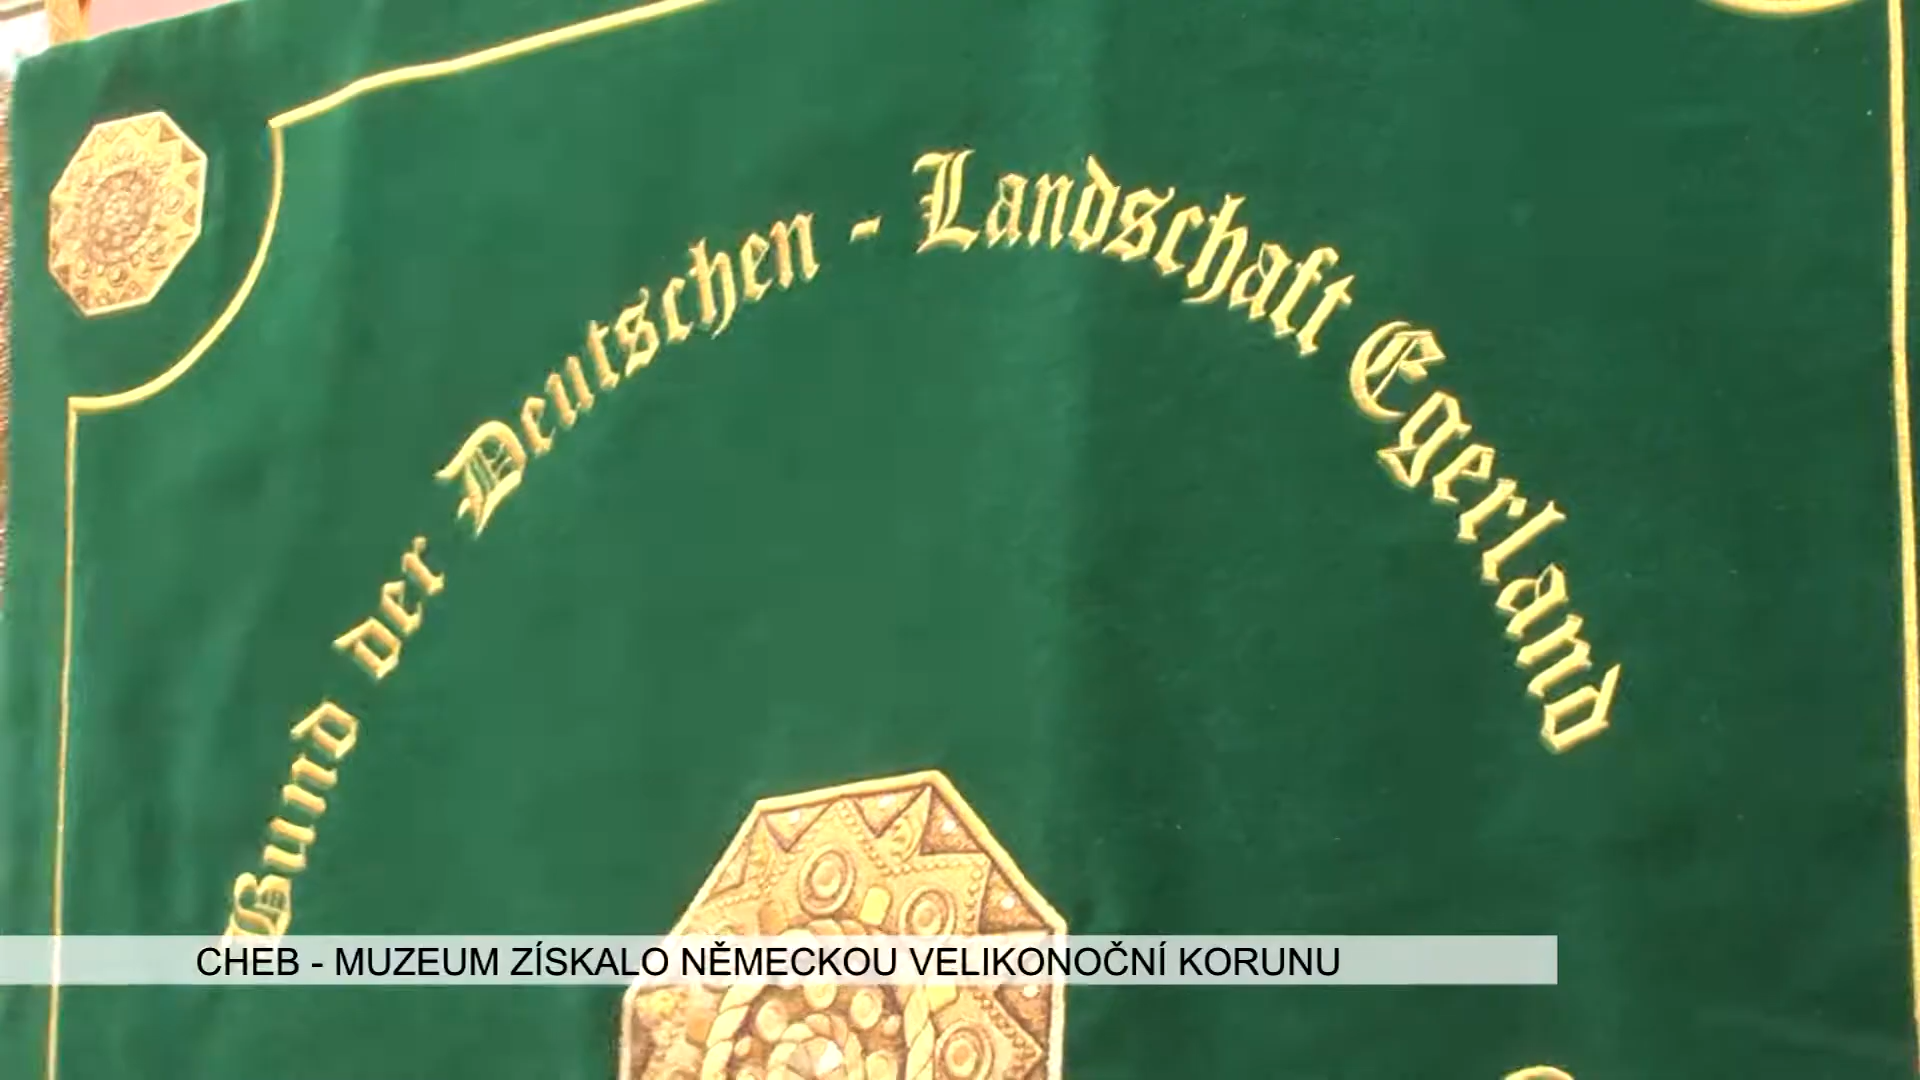 Bund der Deutschen - Landschaft Egerland
CHEB - MUZEUM ZÍSKALO NĚMECKOU VELIKONOČNÍ KORUNU